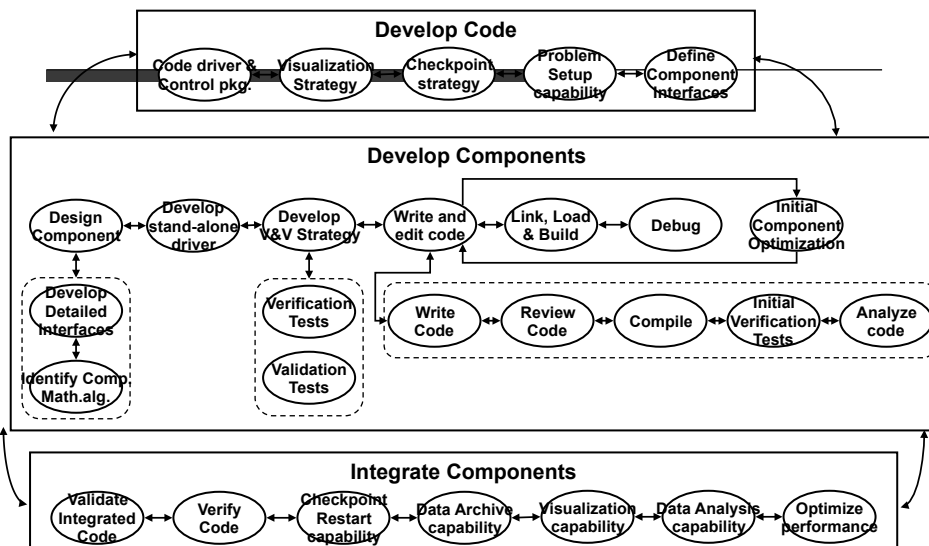 Develop Code
Code driver &
Control pkg.
Visualization
Strategy
Checkpoint
strategy
Problem
Setup
capability
Define
Component
Interfaces
Develop Components
Design
Component
Develop
stand-alone
driver
Develop
V&V Strategy
Write and
edit code
Link, Load
& Build
Debug
Initial
Component
Optimization
Develop
Detailed
Interfaces
Identify Comp.
Math.alg.
Verification
Tests
Validation
Tests
Write
Code
Review
Code
Compile
Initial
Verification
Tests
Analyze
code
Integrate Components
Validate
Integrated
Code
Verify
Code
Checkpoint
Restart
capability
Data Archive
capability
Visualization
capability
Data Analysis
capability
Optimize
performance